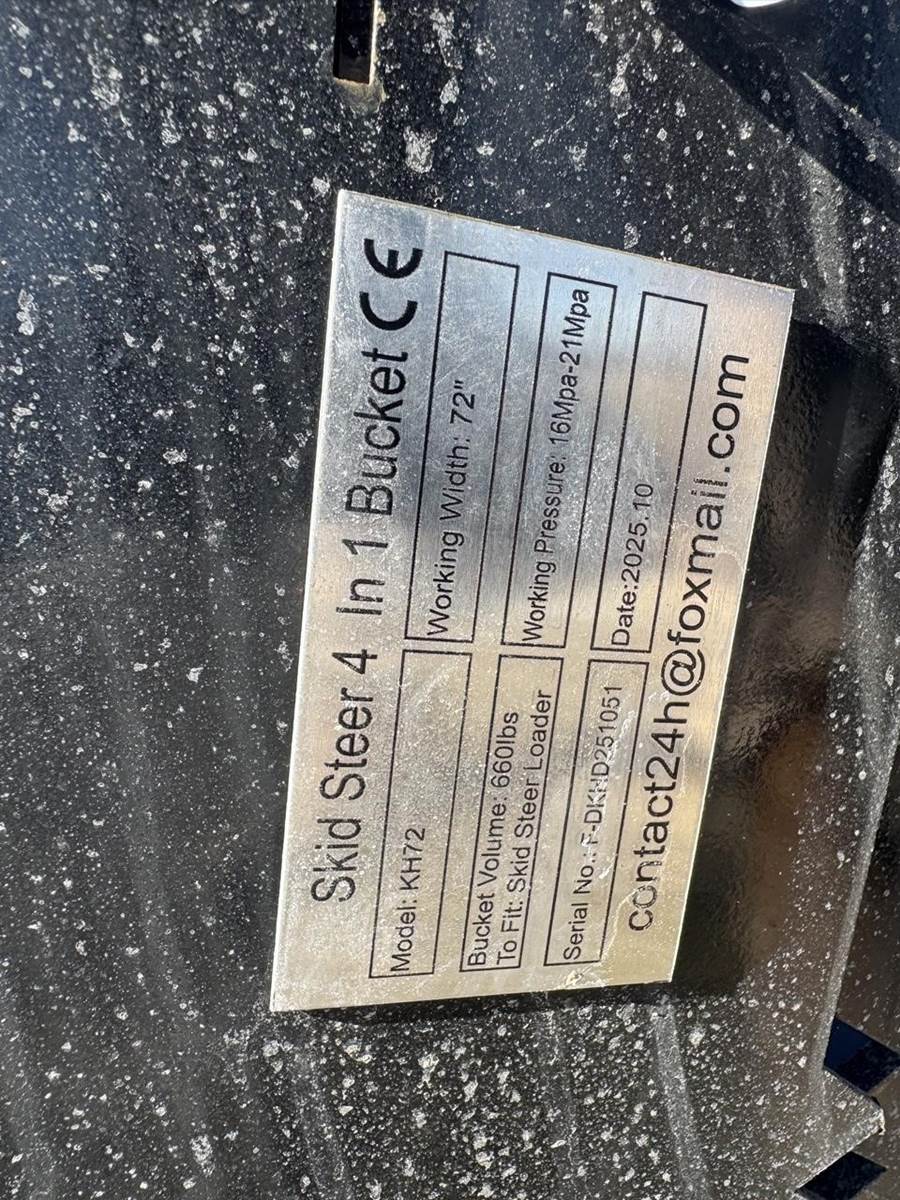 Skid Steer 4 In 1 Bucket CE
Model: KH72
Working Width: 72"
Bucket Volume: 660lbs
To Fit: Skid Steer Loader
Working Pressure: 16Mpa-21Mpa
Serial No.: F-DKHD251051
Date:2025.10
contact24h@foxmail.com